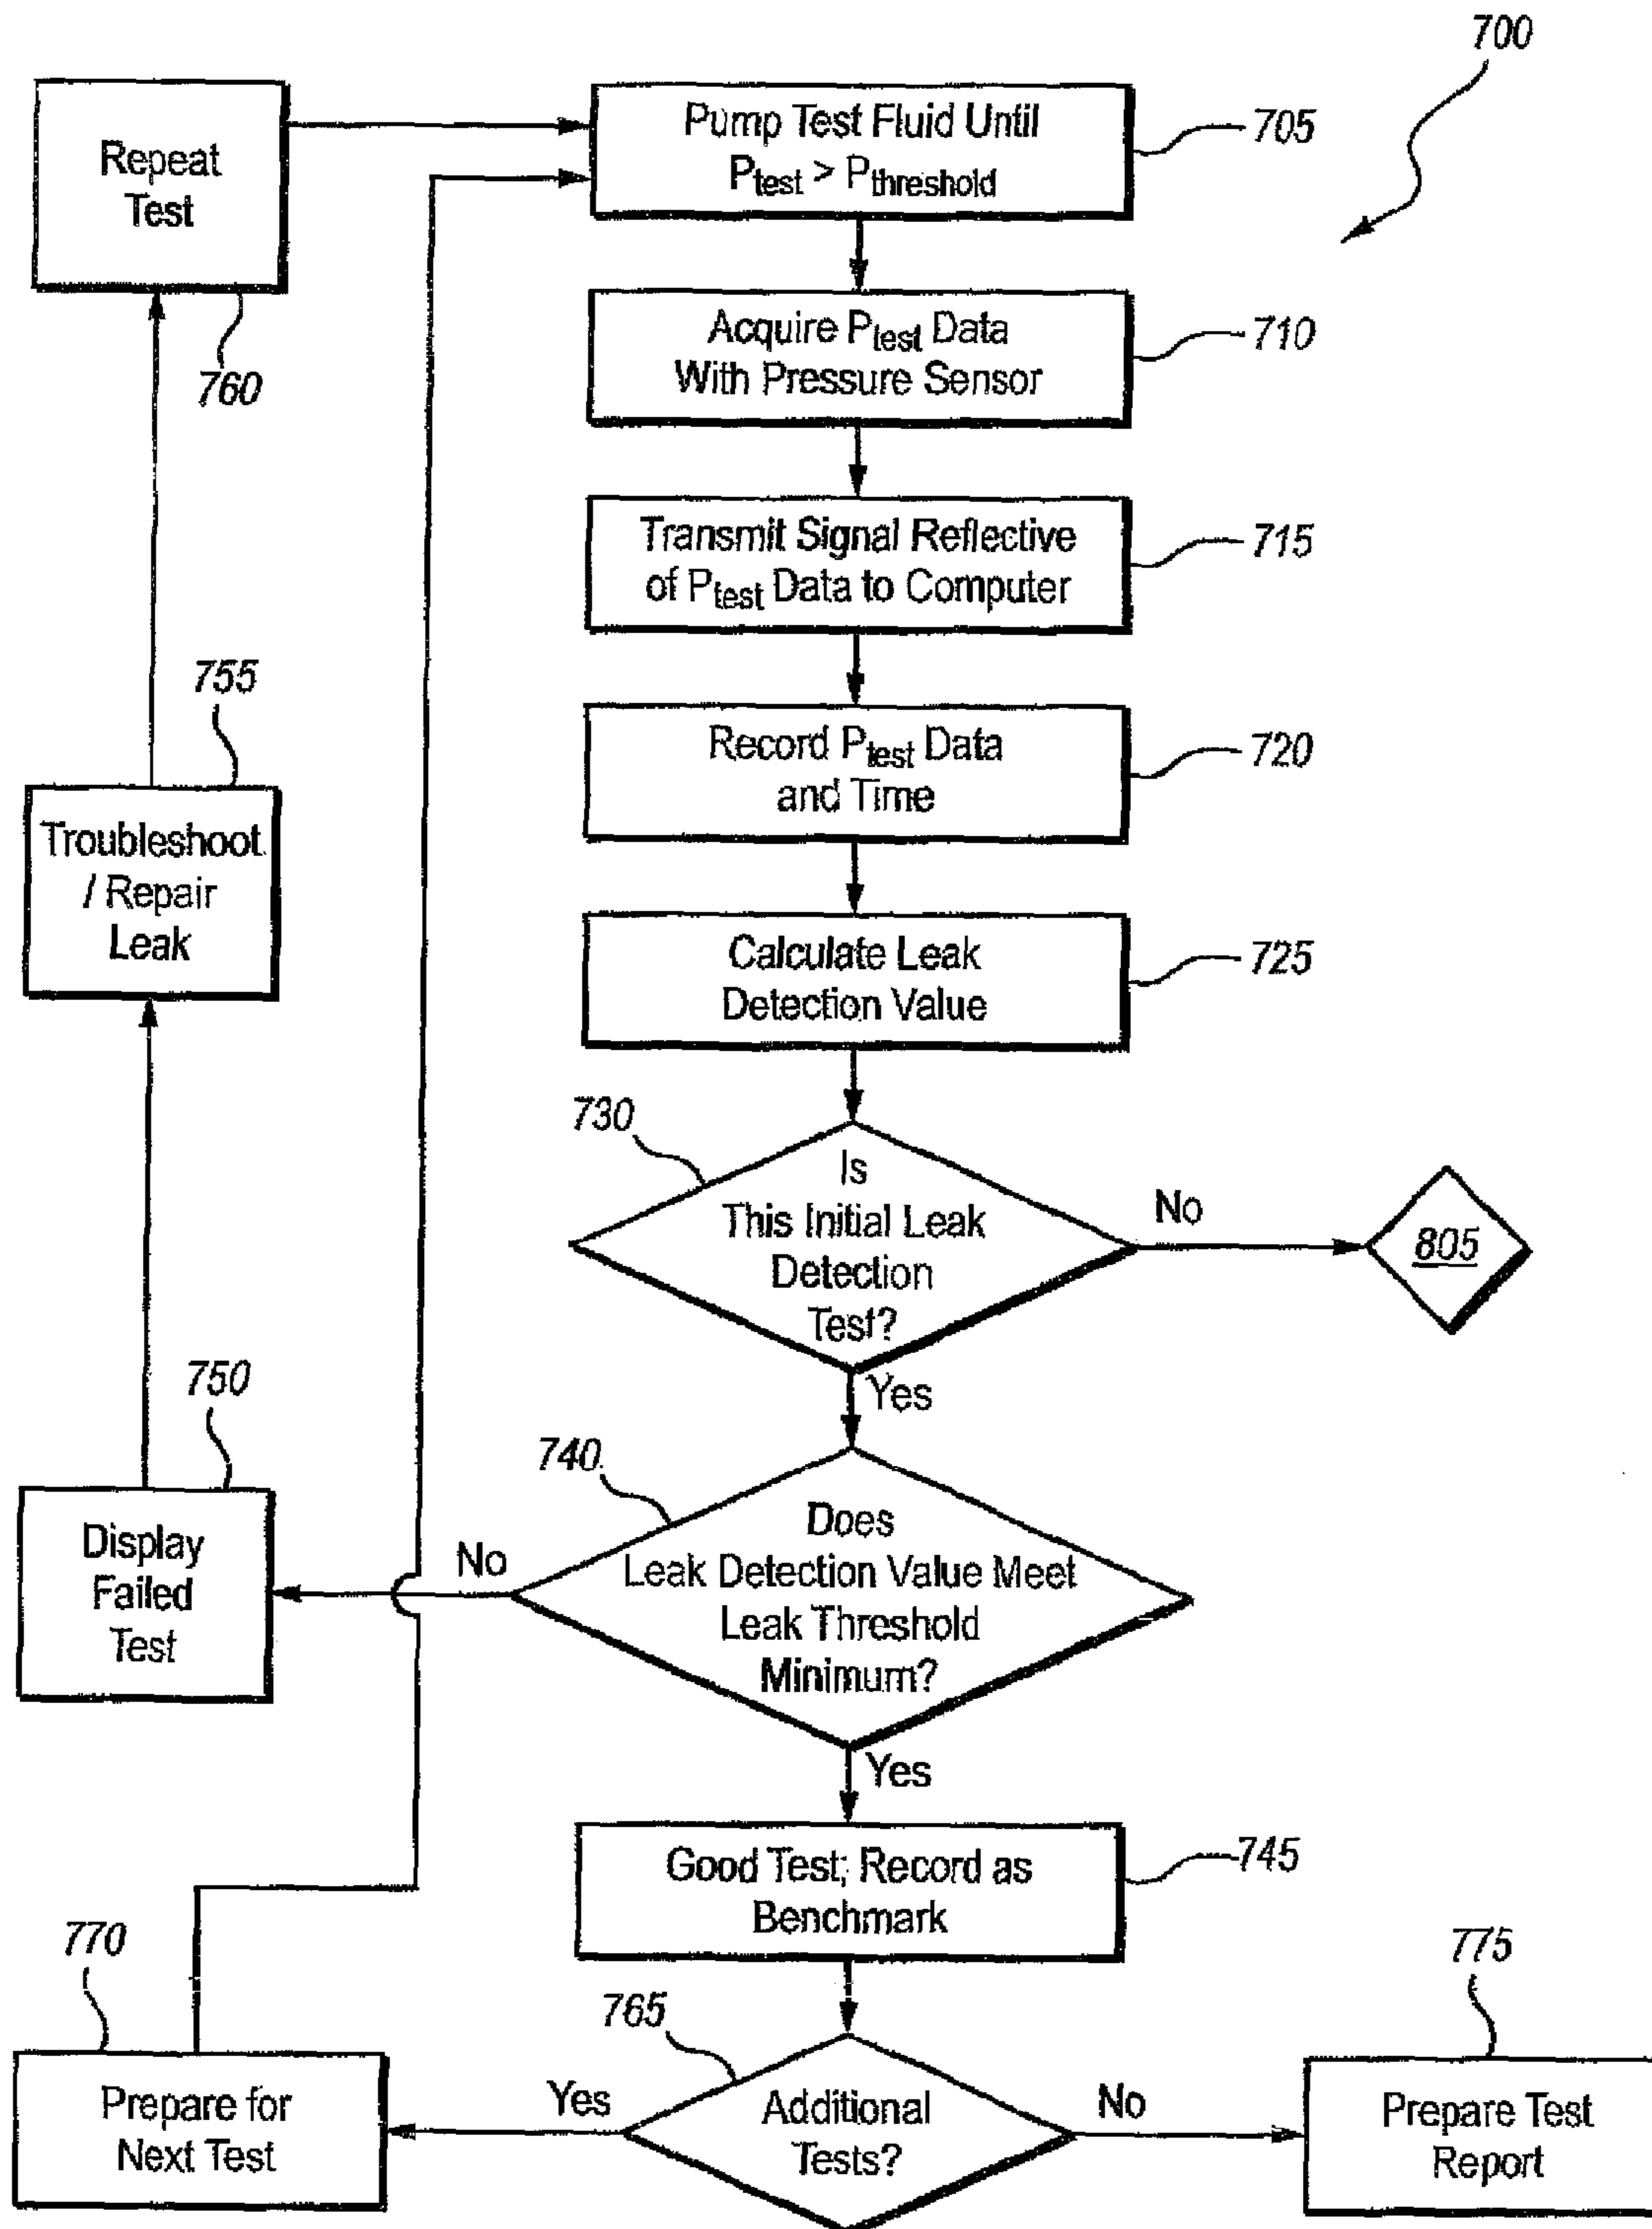 700
Repeat
Test
760
Pump Test Fluid Until
Ptest > Pthreshold
705
Acquire Ptest Data
With Pressure Sensor
710
Transmit Signal Reflective
of Ptest Data to Computer
715
755
Troubleshoot
/ Repair
Leak
Record Ptest Data
and Time
720
Calculate Leak
Detection Value
725
730
Is
This Initial Leak
Detection
Test?
No
805
Yes
750
Display
Failed
Test
740
Does
Leak Detection Value Meet
Leak Threshold
Minimum?
No
Yes
Good Test; Record as
Benchmark
745
770
Prepare for
Next Test
765
Additional
Tests?
Yes
No
775
Prepare Test
Report